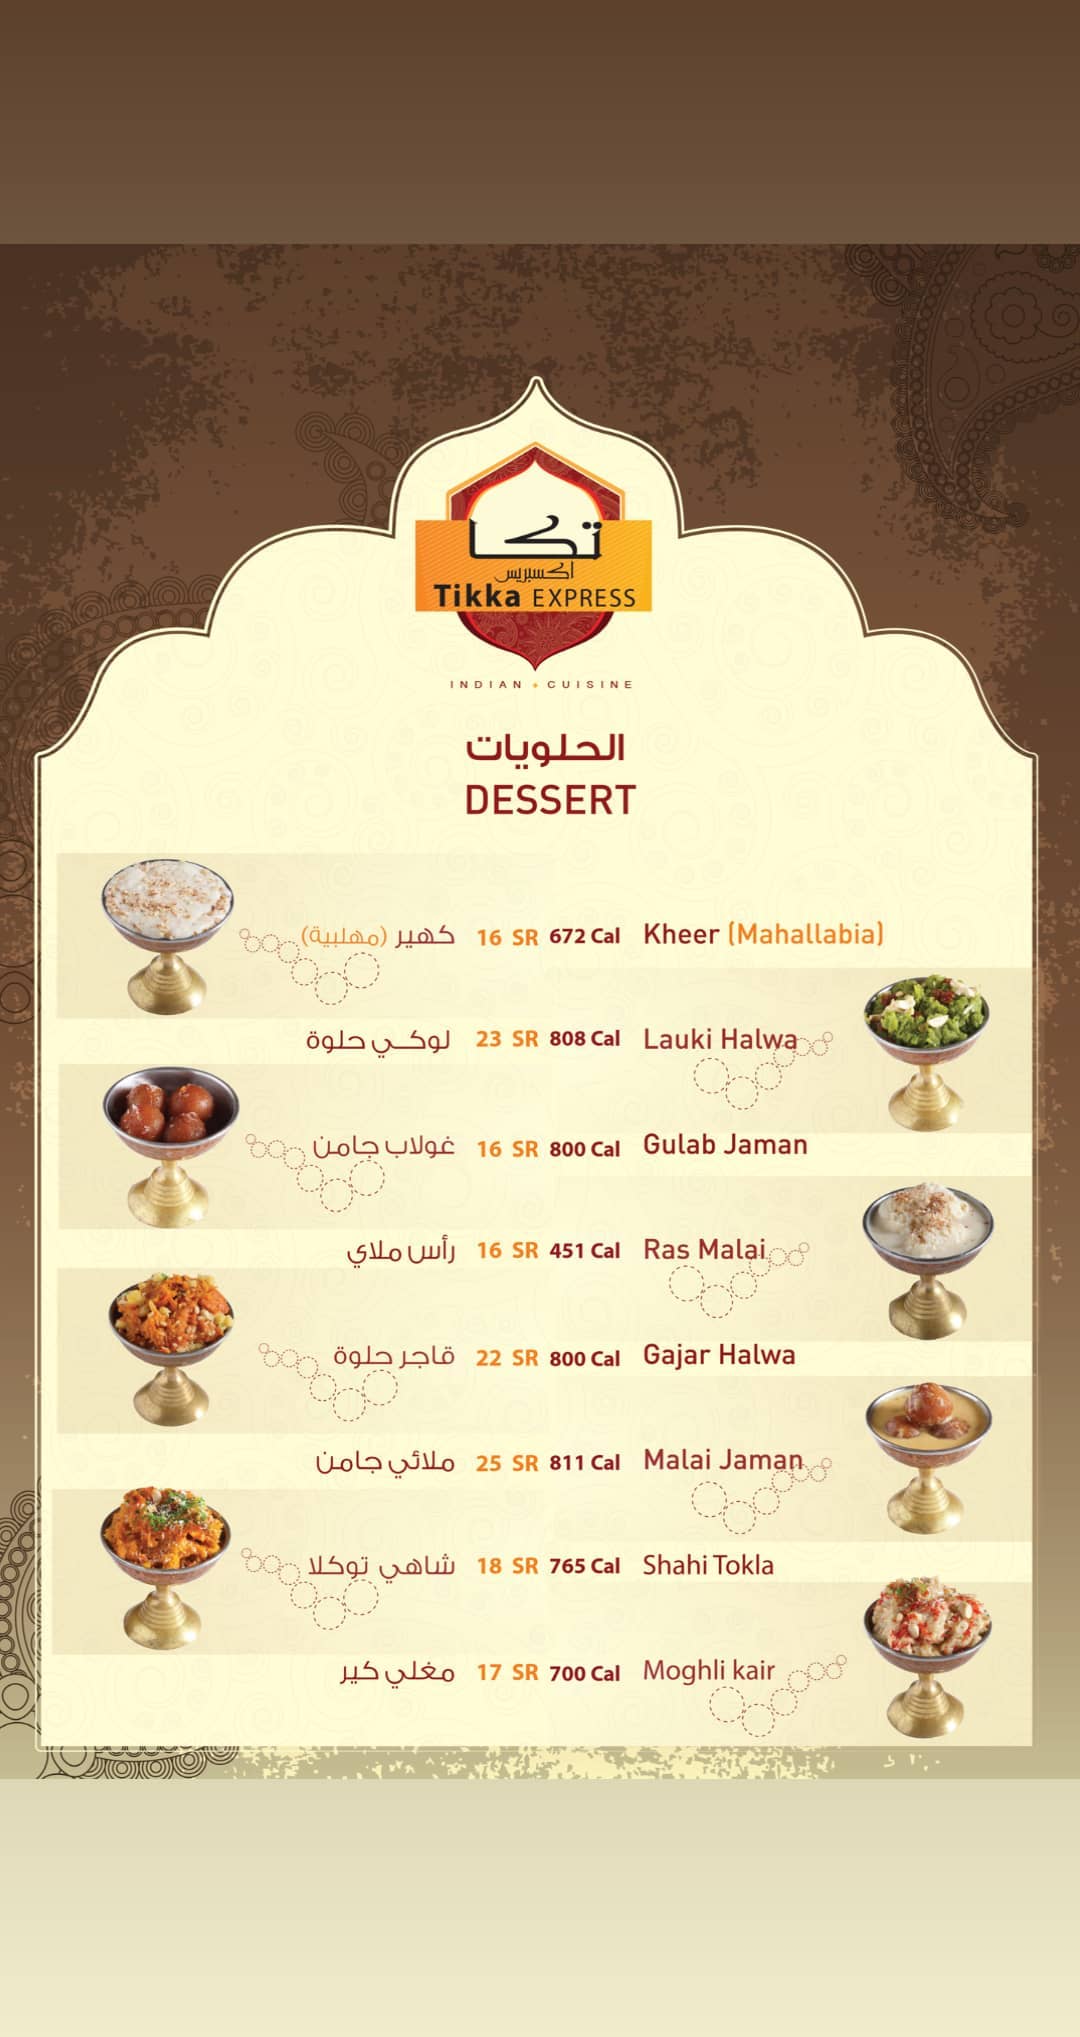 تكا
اكسبريس
Tikka EXPRESS
INDIAN CUISINE
الحلويات
DESSERT
كهير (مهلبية) 16 SR 672 Cal Kheer (Mahallabia)
لوكي حلوة 23 SR 808 Cal Lauki Halwa
غولاب جامن 16 SR 800 Cal Gulab Jaman
رأس ملاي 16 SR 451 Cal Ras Malai
قاجر حلوة 22 SR 800 Cal Gajar Halwa
ملائي جامن 25 SR 811 Cal Malai Jaman
شاهي توكلا 18 SR 765 Cal Shahi Tokla
مغلي كير 17 SR 700 Cal Moghli kair